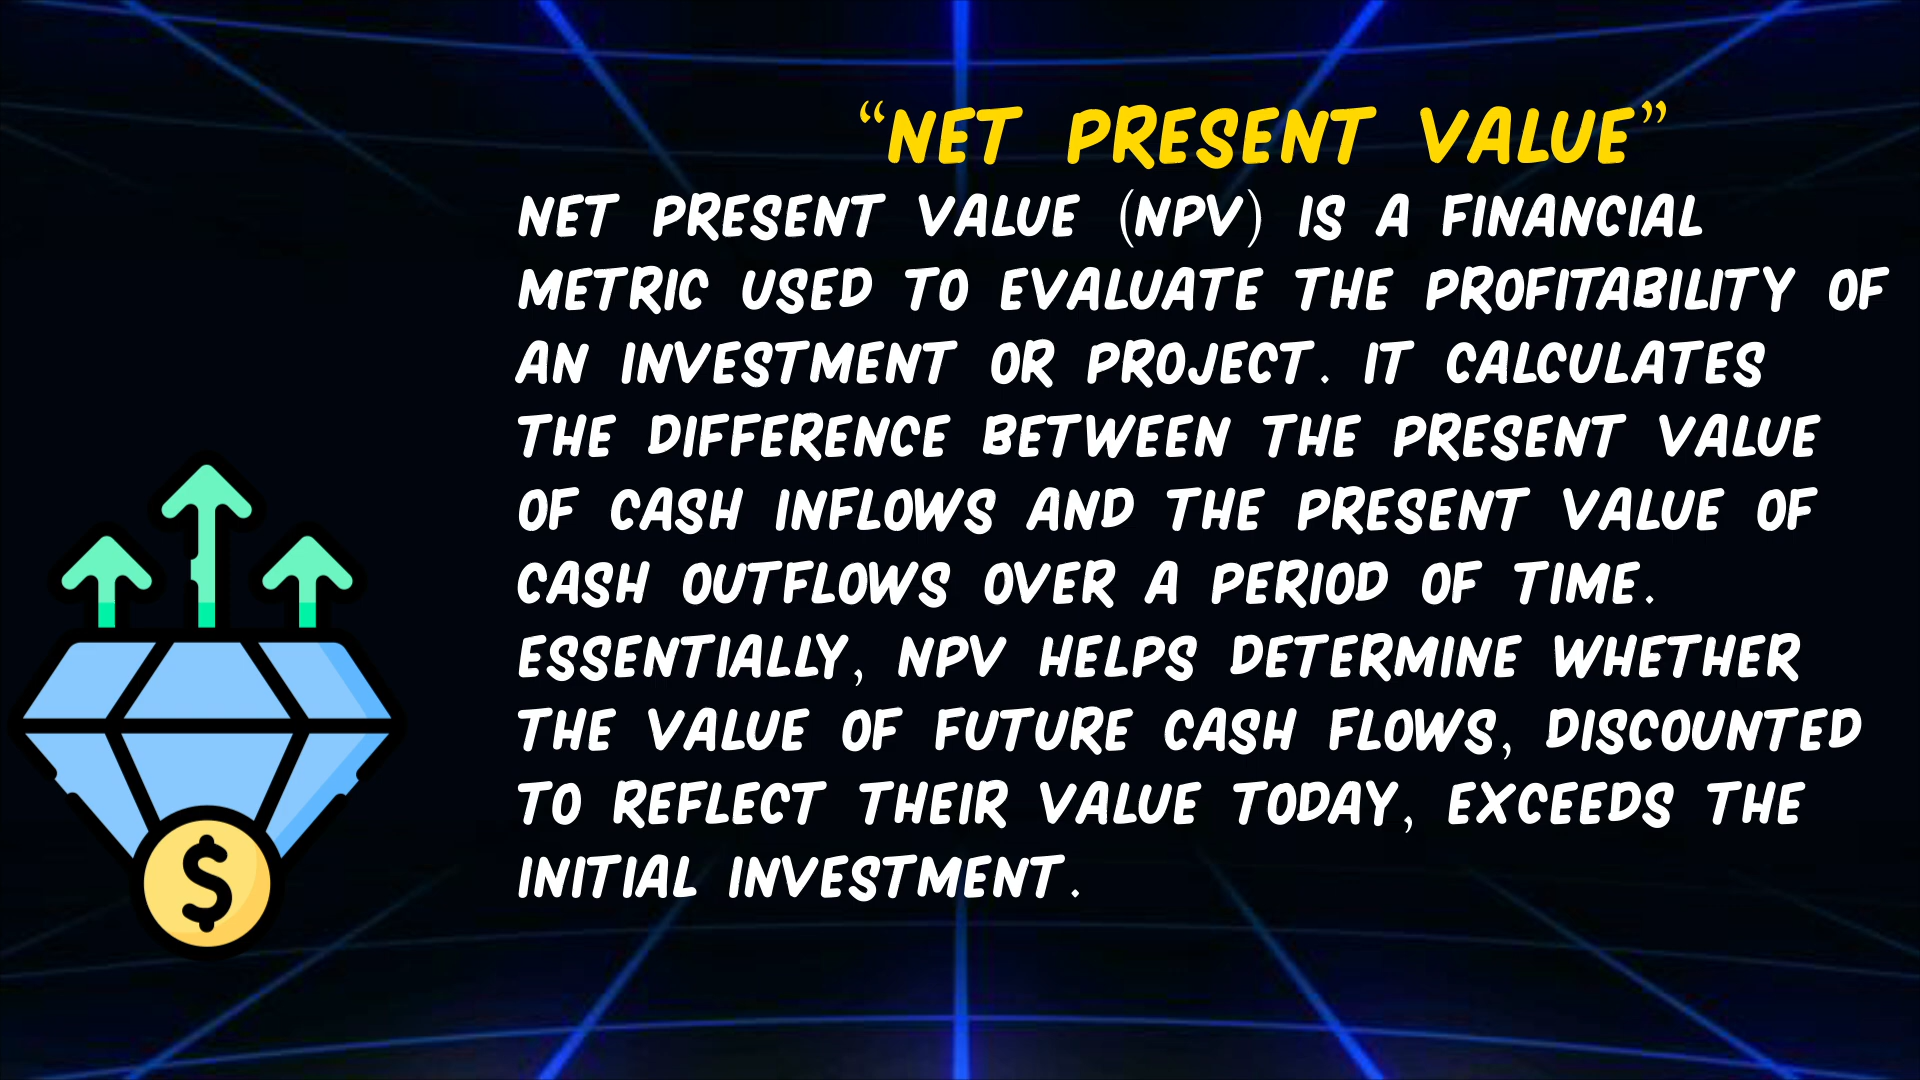 “NET PRESENT VALUE”
NET PRESENT VALUE (NPV) IS A FINANCIAL
METRIC USED TO EVALUATE THE PROFITABILITY OF
AN INVESTMENT OR PROJECT. IT CALCULATES
THE DIFFERENCE BETWEEN THE PRESENT VALUE
OF CASH INFLOWS AND THE PRESENT VALUE OF
CASH OUTFLOWS OVER A PERIOD OF TIME.
ESSENTIALLY, NPV HELPS DETERMINE WHETHER
THE VALUE OF FUTURE CASH FLOWS, DISCOUNTED
TO REFLECT THEIR VALUE TODAY, EXCEEDS THE
INITIAL INVESTMENT.
$